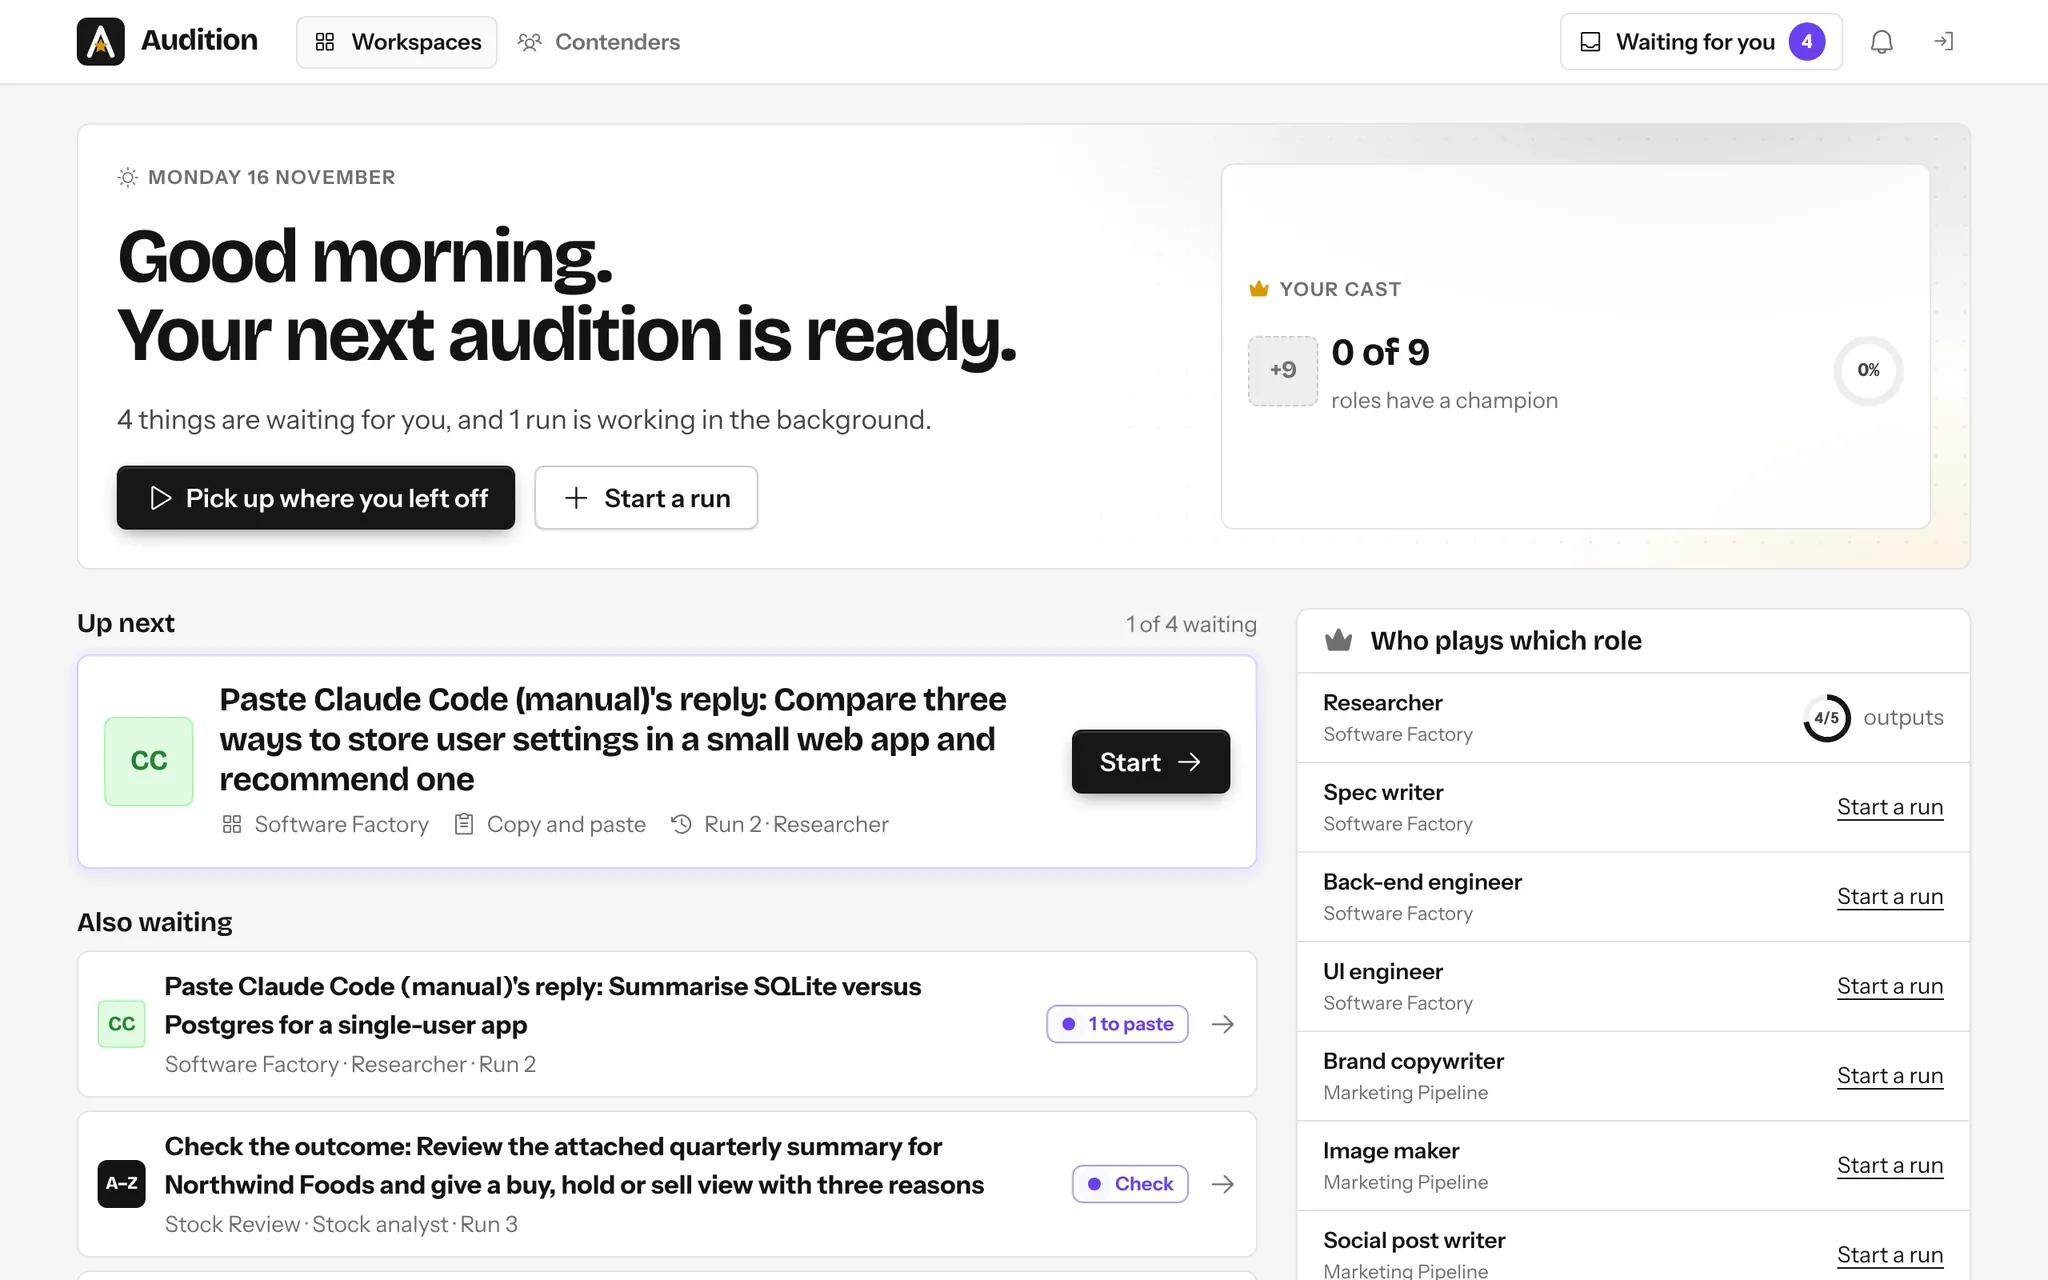 Audition
Workspaces
Contenders
Waiting for you 4
MONDAY 16 NOVEMBER
Good morning.
Your next audition is ready.
4 things are waiting for you, and 1 run is working in the background.
Pick up where you left off
Start a run
YOUR CAST
+9
0 of 9
roles have a champion
0%
Up next
1 of 4 waiting
CC
Paste Claude Code (manual)'s reply: Compare three
ways to store user settings in a small web app and
recommend one
Software Factory
Copy and paste
Run 2 · Researcher
Start
Also waiting
CC
Paste Claude Code (manual)'s reply: Summarise SQLite versus
Postgres for a single-user app
Software Factory · Researcher · Run 2
1 to paste
A–Z
Check the outcome: Review the attached quarterly summary for
Northwind Foods and give a buy, hold or sell view with three reasons
Stock Review · Stock analyst · Run 3
Check
Who plays which role
Researcher
Software Factory
4/5 outputs
Spec writer
Software Factory
Start a run
Back-end engineer
Software Factory
Start a run
UI engineer
Software Factory
Start a run
Brand copywriter
Marketing Pipeline
Start a run
Image maker
Marketing Pipeline
Start a run
Social post writer
Marketing Pipeline
Start a run